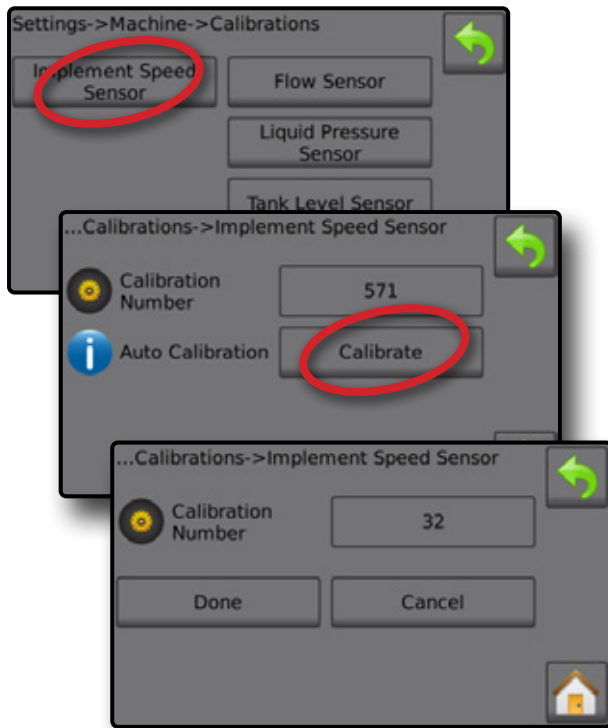 Settings->Machine->Calibrations
Implement Speed
Sensor
Flow Sensor
Liquid Pressure
Sensor
Tank Level Sensor
...Calibrations->Implement Speed Sensor
Calibration
Number
571
Auto Calibration
Calibrate
...Calibrations->Implement Speed Sensor
Calibration
Number
32
Done
Cancel